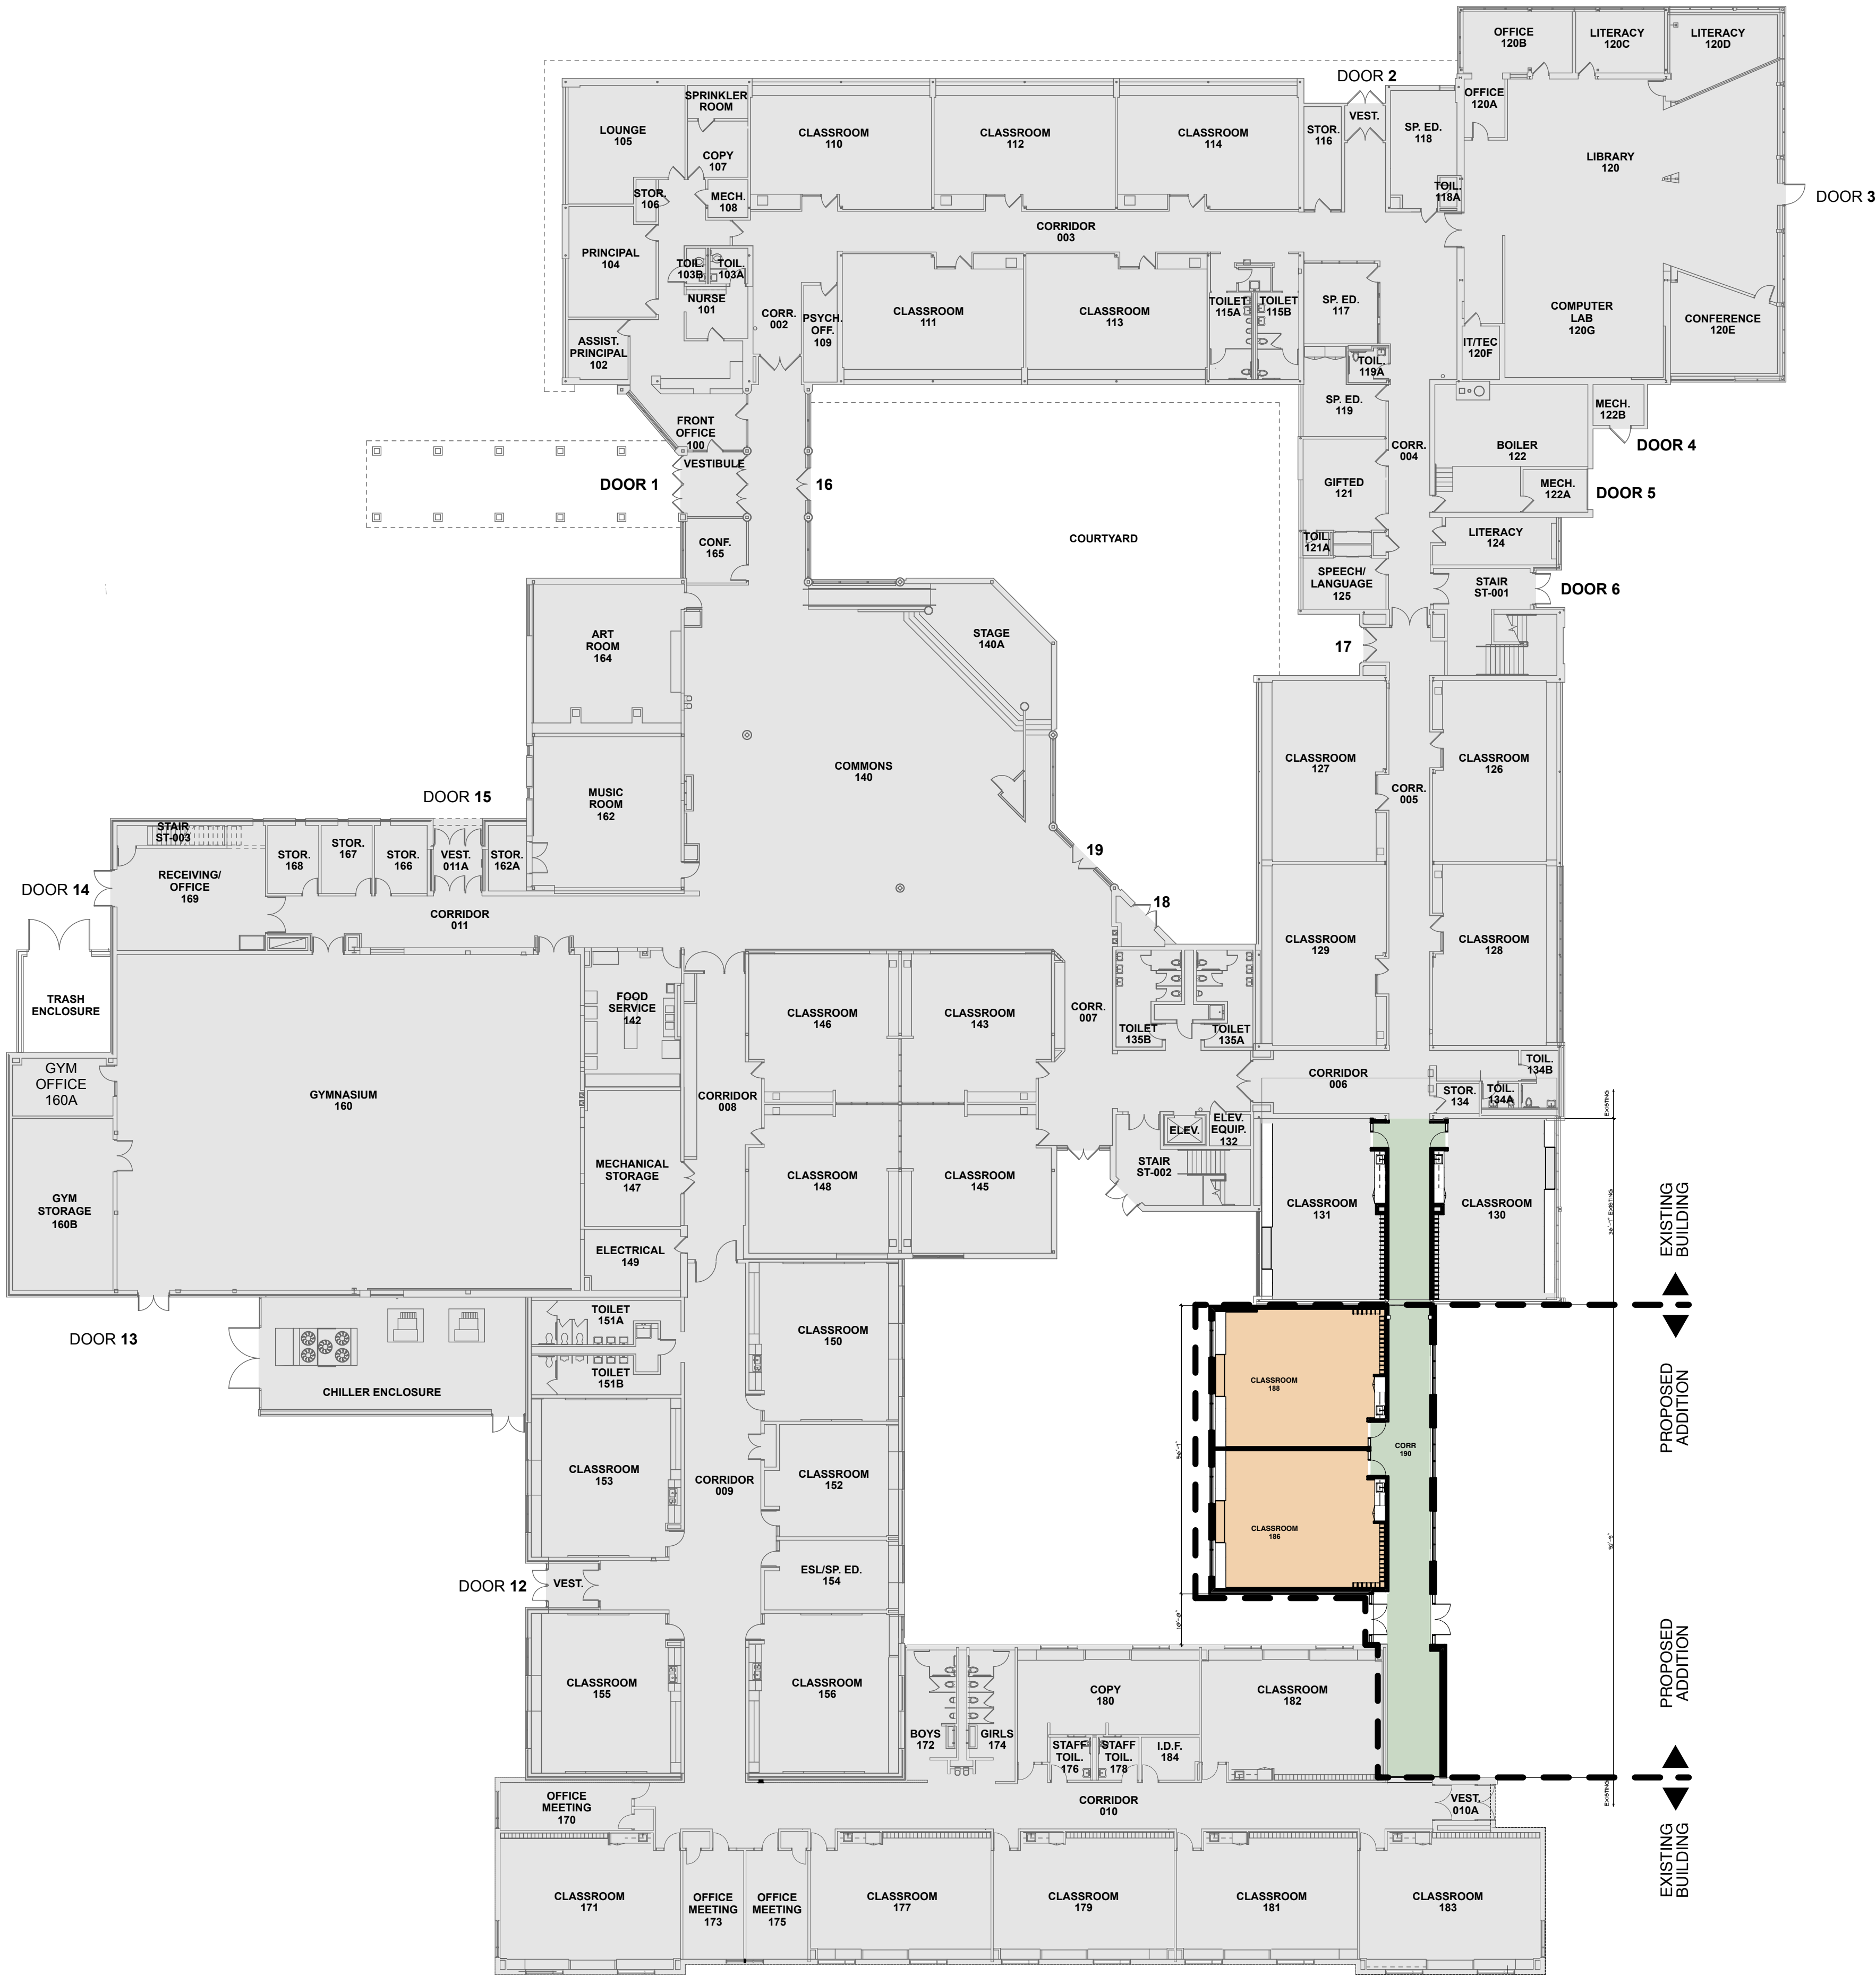 OFFICE
120B
LITERACY
120C
LITERACY
120D
DOOR 2
SPRINKLER
ROOM
OFFICE
120A
LOUNGE
105
VEST.
CLASSROOM
110
CLASSROOM
112
CLASSROOM
114
STOR.
116
SP. ED.
118
COPY
107
LIBRARY
120
STOR.
106
MECH.
108
TOIL.
118A
DOOR 3
CORRIDOR
003
PRINCIPAL
104
TOIL.
103B
TOIL.
103A
NURSE
101
CORR.
002
PSYCH.
OFF.
109
CLASSROOM
111
CLASSROOM
113
TOILET
115A
TOILET
115B
SP. ED.
117
COMPUTER
LAB
120G
CONFERENCE
120E
ASSIST.
PRINCIPAL
102
IT/TEC
120F
TOIL.
119A
SP. ED.
119
MECH.
122B
FRONT
OFFICE
100
CORR.
004
BOILER
122
DOOR 4
VESTIBULE
DOOR 1
16
GIFTED
121
MECH.
122A
DOOR 5
CONF.
165
COURTYARD
TOIL.
121A
LITERACY
124
SPEECH/
LANGUAGE
125
STAIR
ST-001
DOOR 6
ART
ROOM
164
STAGE
140A
17
COMMONS
140
CLASSROOM
127
CLASSROOM
126
MUSIC
ROOM
162
CORR.
005
DOOR 15
STAIR
ST-003
STOR.
168
STOR.
167
STOR.
166
VEST.
011A
STOR.
162A
19
DOOR 14
RECEIVING/
OFFICE
169
18
CORRIDOR
011
CLASSROOM
129
CLASSROOM
128
TRASH
ENCLOSURE
FOOD
SERVICE
142
CLASSROOM
146
CLASSROOM
143
CORR.
007
TOILET
135B
TOILET
135A
GYM
OFFICE
160A
GYMNASIUM
160
CORRIDOR
008
CORRIDOR
006
TOIL.
134B
STOR.
134
TOIL.
134A
EXISTING
ELEV.
ELEV.
EQUIP.
132
MECHANICAL
STORAGE
147
CLASSROOM
148
CLASSROOM
145
STAIR
ST-002
GYM
STORAGE
160B
CLASSROOM
131
CLASSROOM
130
36'-1" EXISTING
EXISTING
BUILDING
ELECTRICAL
149
TOILET
151A
CLASSROOM
150
DOOR 13
TOILET
151B
CHILLER ENCLOSURE
CLASSROOM
188
PROPOSED
ADDITION
CORR
190
56'-7"
CLASSROOM
153
CORRIDOR
009
CLASSROOM
152
CLASSROOM
186
92'-9"
DOOR 12
VEST.
ESL/SP. ED.
154
10'-0"
CLASSROOM
155
CLASSROOM
156
COPY
180
CLASSROOM
182
PROPOSED
ADDITION
BOYS
172
GIRLS
174
STAFF
TOIL.
176
STAFF
TOIL.
178
I.D.F.
184
OFFICE
MEETING
170
CORRIDOR
010
VEST.
010A
EXISTING
EXISTING
BUILDING
CLASSROOM
171
OFFICE
MEETING
173
OFFICE
MEETING
175
CLASSROOM
177
CLASSROOM
179
CLASSROOM
181
CLASSROOM
183